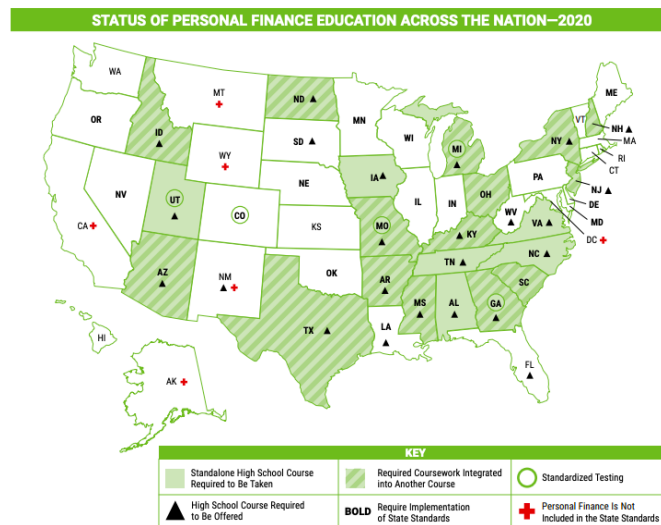 STATUS OF PERSONAL FINANCE EDUCATION ACROSS THE NATION—2020
WA
MT
ND
MN
ME
OR
ID
SD
WI
VT
NH
MA
WY
MI
NY
RI
CT
NV
UT
NE
IA
IL
IN
OH
PA
NJ
DE
CO
MD
CA
KS
MO
KY
WV
VA
DC
AZ
NM
OK
AR
TN
NC
SC
TX
LA
MS
AL
GA
HI
AK
FL
KEY
Standalone High School Course
Required to Be Taken
Required Coursework Integrated
into Another Course
Standardized Testing
High School Course Required
to Be Offered
BOLD Require Implementation
of State Standards
Personal Finance Is Not
Included in the State Standards